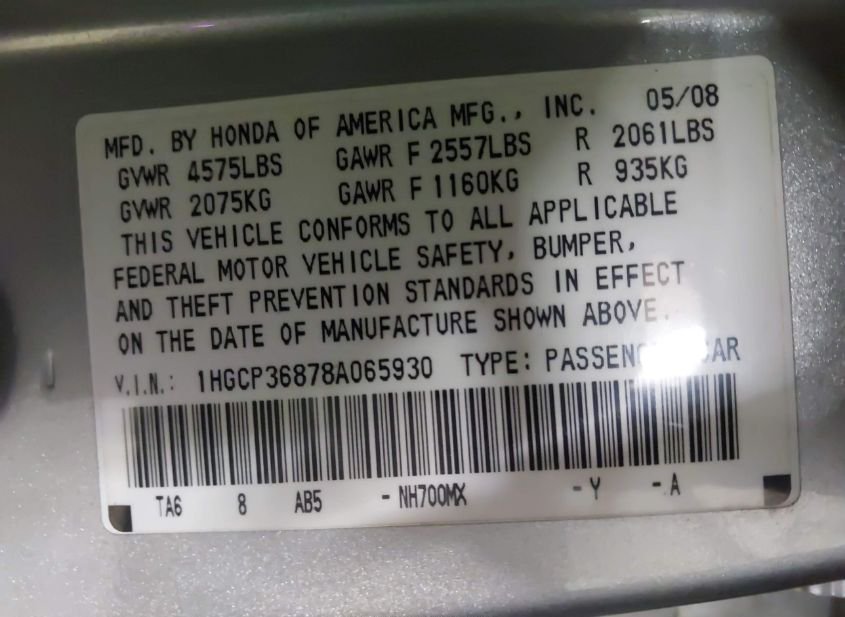 MFD. BY HONDA OF AMERICA MFG., INC. 05/08
GVWR 4575LBS GAWR F 2557LBS R 2061LBS
GVWR 2075KG GAWR F 1160KG R 935KG
THIS VEHICLE CONFORMS TO ALL APPLICABLE
FEDERAL MOTOR VEHICLE SAFETY, BUMPER,
AND THEFT PREVENTION STANDARDS IN EFFECT
ON THE DATE OF MANUFACTURE SHOWN ABOVE.
V.I.N.: 1HGCP36878A065930 TYPE: CAR
TA6 8 AB5 -NH700MX -Y -A